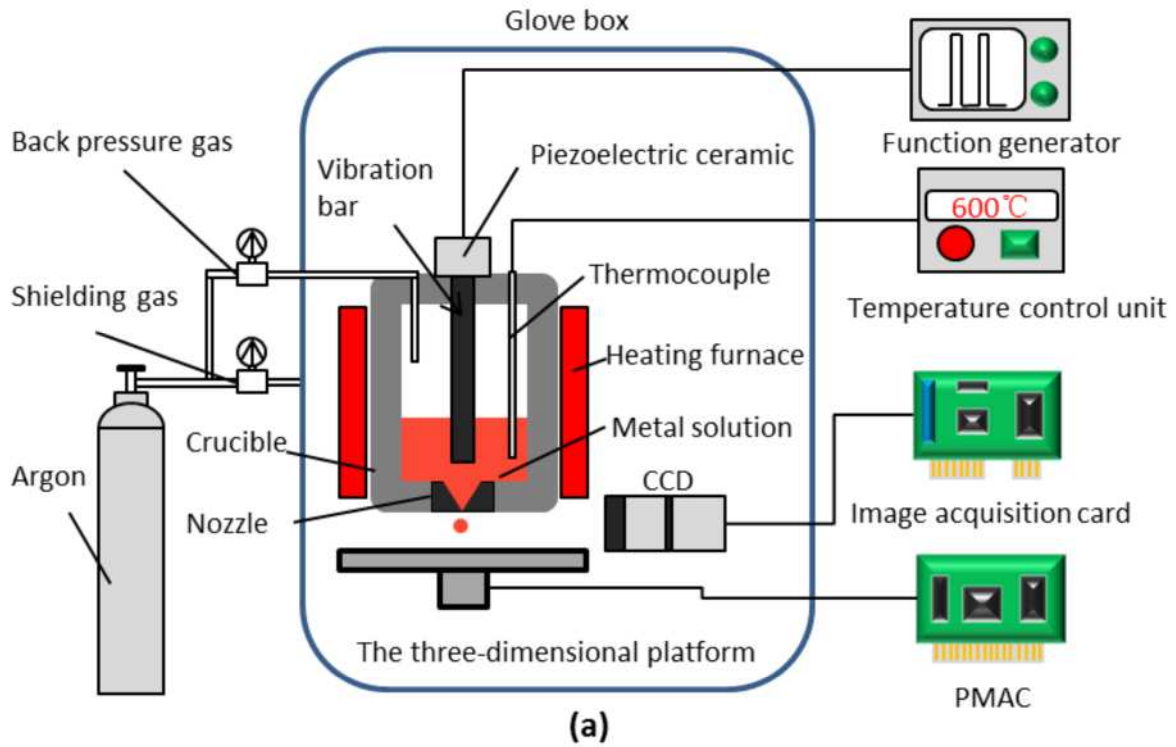 Glove box
Back pressure gas
Vibration
bar
Piezoelectric ceramic
Function generator
600℃
Shielding gas
Thermocouple
Temperature control unit
Heating furnace
Crucible
Metal solution
Argon
CCD
Nozzle
Image acquisition card
The three-dimensional platform
PMAC
(a)